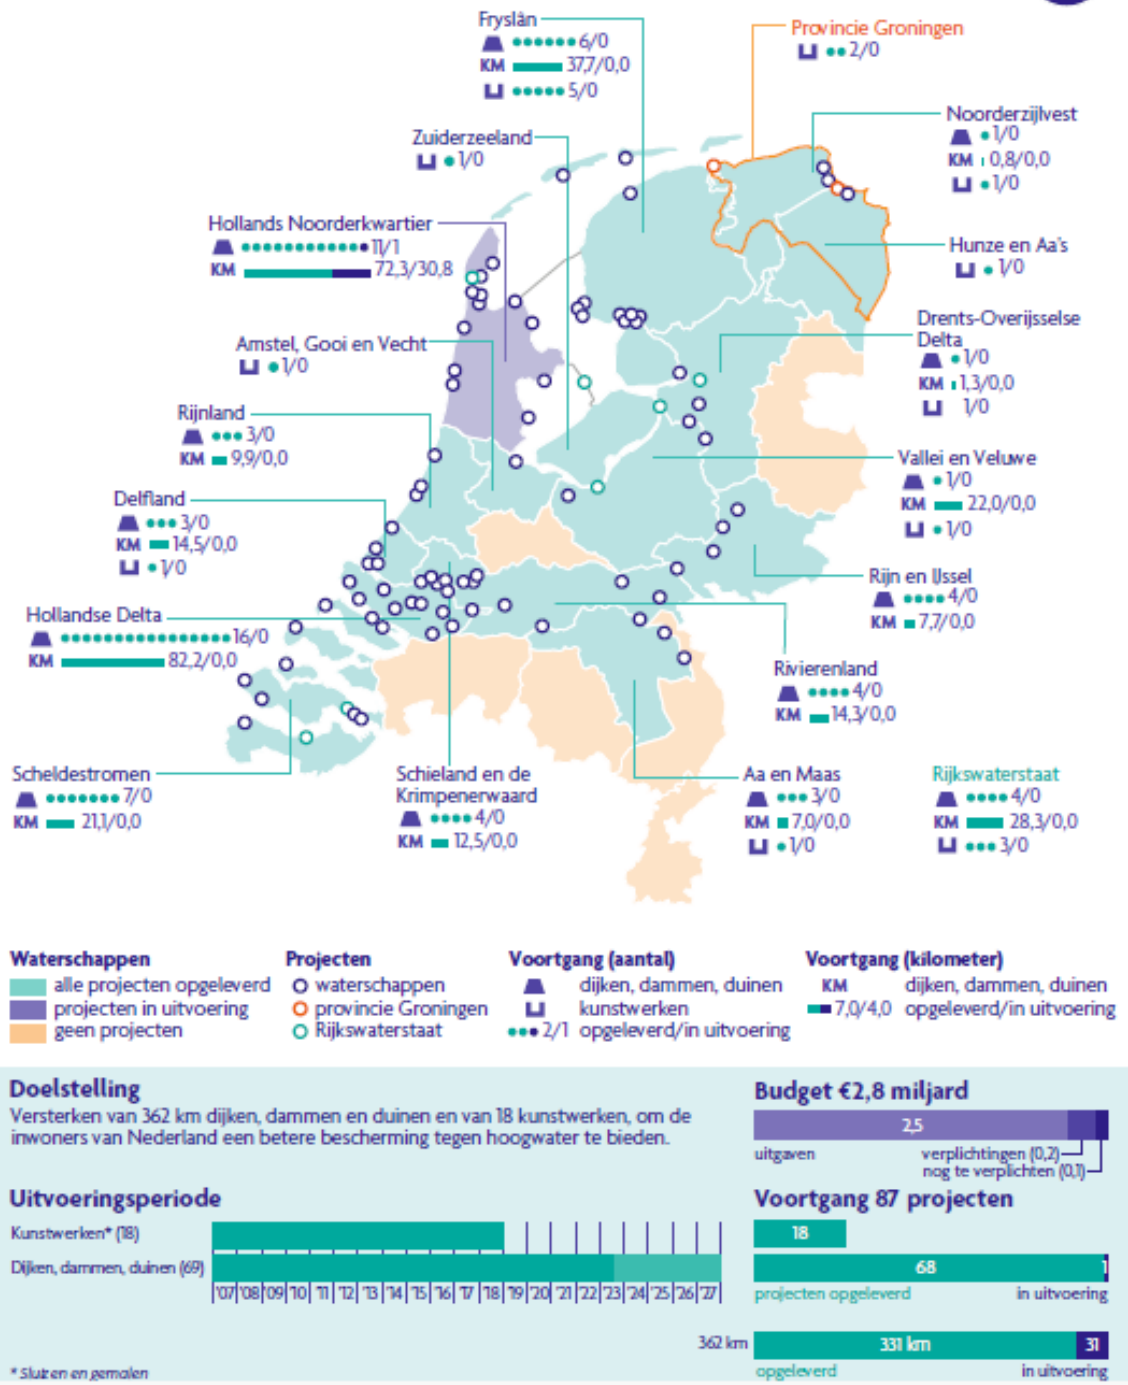 Fryslân
6/0
KM 37,7/0,0
5/0
Provincie Groningen
2/0
Noorderzijlvest
1/0
KM 0,8/0,0
1/0
Zuiderzeeland
1/0
Hollands Noorderkwartier
11/1
KM 72,3/30,8
Hunze en Aa's
1/0
Drents-Overijsselse
Delta
1/0
KM 1,3/0,0
1/0
Amstel, Gooi en Vecht
1/0
Rijnland
3/0
KM 9,9/0,0
Vallei en Veluwe
1/0
KM 22,0/0,0
1/0
Delfland
3/0
KM 14,5/0,0
1/0
Rijn en IJssel
4/0
KM 7,7/0,0
Hollandse Delta
16/0
KM 82,2/0,0
Rivierenland
4/0
KM 14,3/0,0
Scheldestromen
7/0
KM 21,1/0,0
Schieland en de
Krimpenerwaard
4/0
KM 12,5/0,0
Aa en Maas
3/0
KM 7,0/0,0
1/0
Rijkswaterstaat
4/0
KM 28,3/0,0
3/0
Waterschappen
alle projecten opgeleverd
projecten in uitvoering
geen projecten
Projecten
waterschappen
provincie Groningen
Rijkswaterstaat
Voortgang (aantal)
dijken, dammen, duinen
kunstwerken
2/1 opgeleverd/in uitvoering
Voortgang (kilometer)
KM dijken, dammen, duinen
7,0/4,0 opgeleverd/in uitvoering
Doelstelling
Versterken van 362 km dijken, dammen en duinen en van 18 kunstwerken, om de
inwoners van Nederland een betere bescherming tegen hoogwater te bieden.
Budget €2,8 miljard
2,5
uitgaven
verplichtingen (0,2)
nog te verplichten (0,1)
Uitvoeringsperiode
Kunstwerken* (18)
Dijken, dammen, duinen (69)
'07 '08 '09 '10 '11 '12 '13 '14 '15 '16 '17 '18 '19 '20 '21 '22 '23 '24 '25 '26 '27
* Sluizen en gemalen
Voortgang 87 projecten
18
68 1
projecten opgeleverd in uitvoering
362 km 331 km 31
opgeleverd in uitvoering